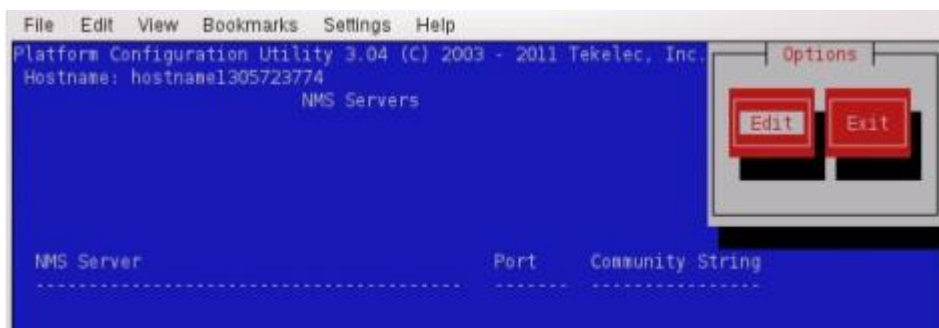 File Edit View Bookmarks Settings Help
Platform Configuration Utility 3.04 (C) 2003 - 2011 Tekelec, Inc.
Options
Hostname: hostname1305723774
NMS Servers
Edit Exit
NMS Server Port Community String